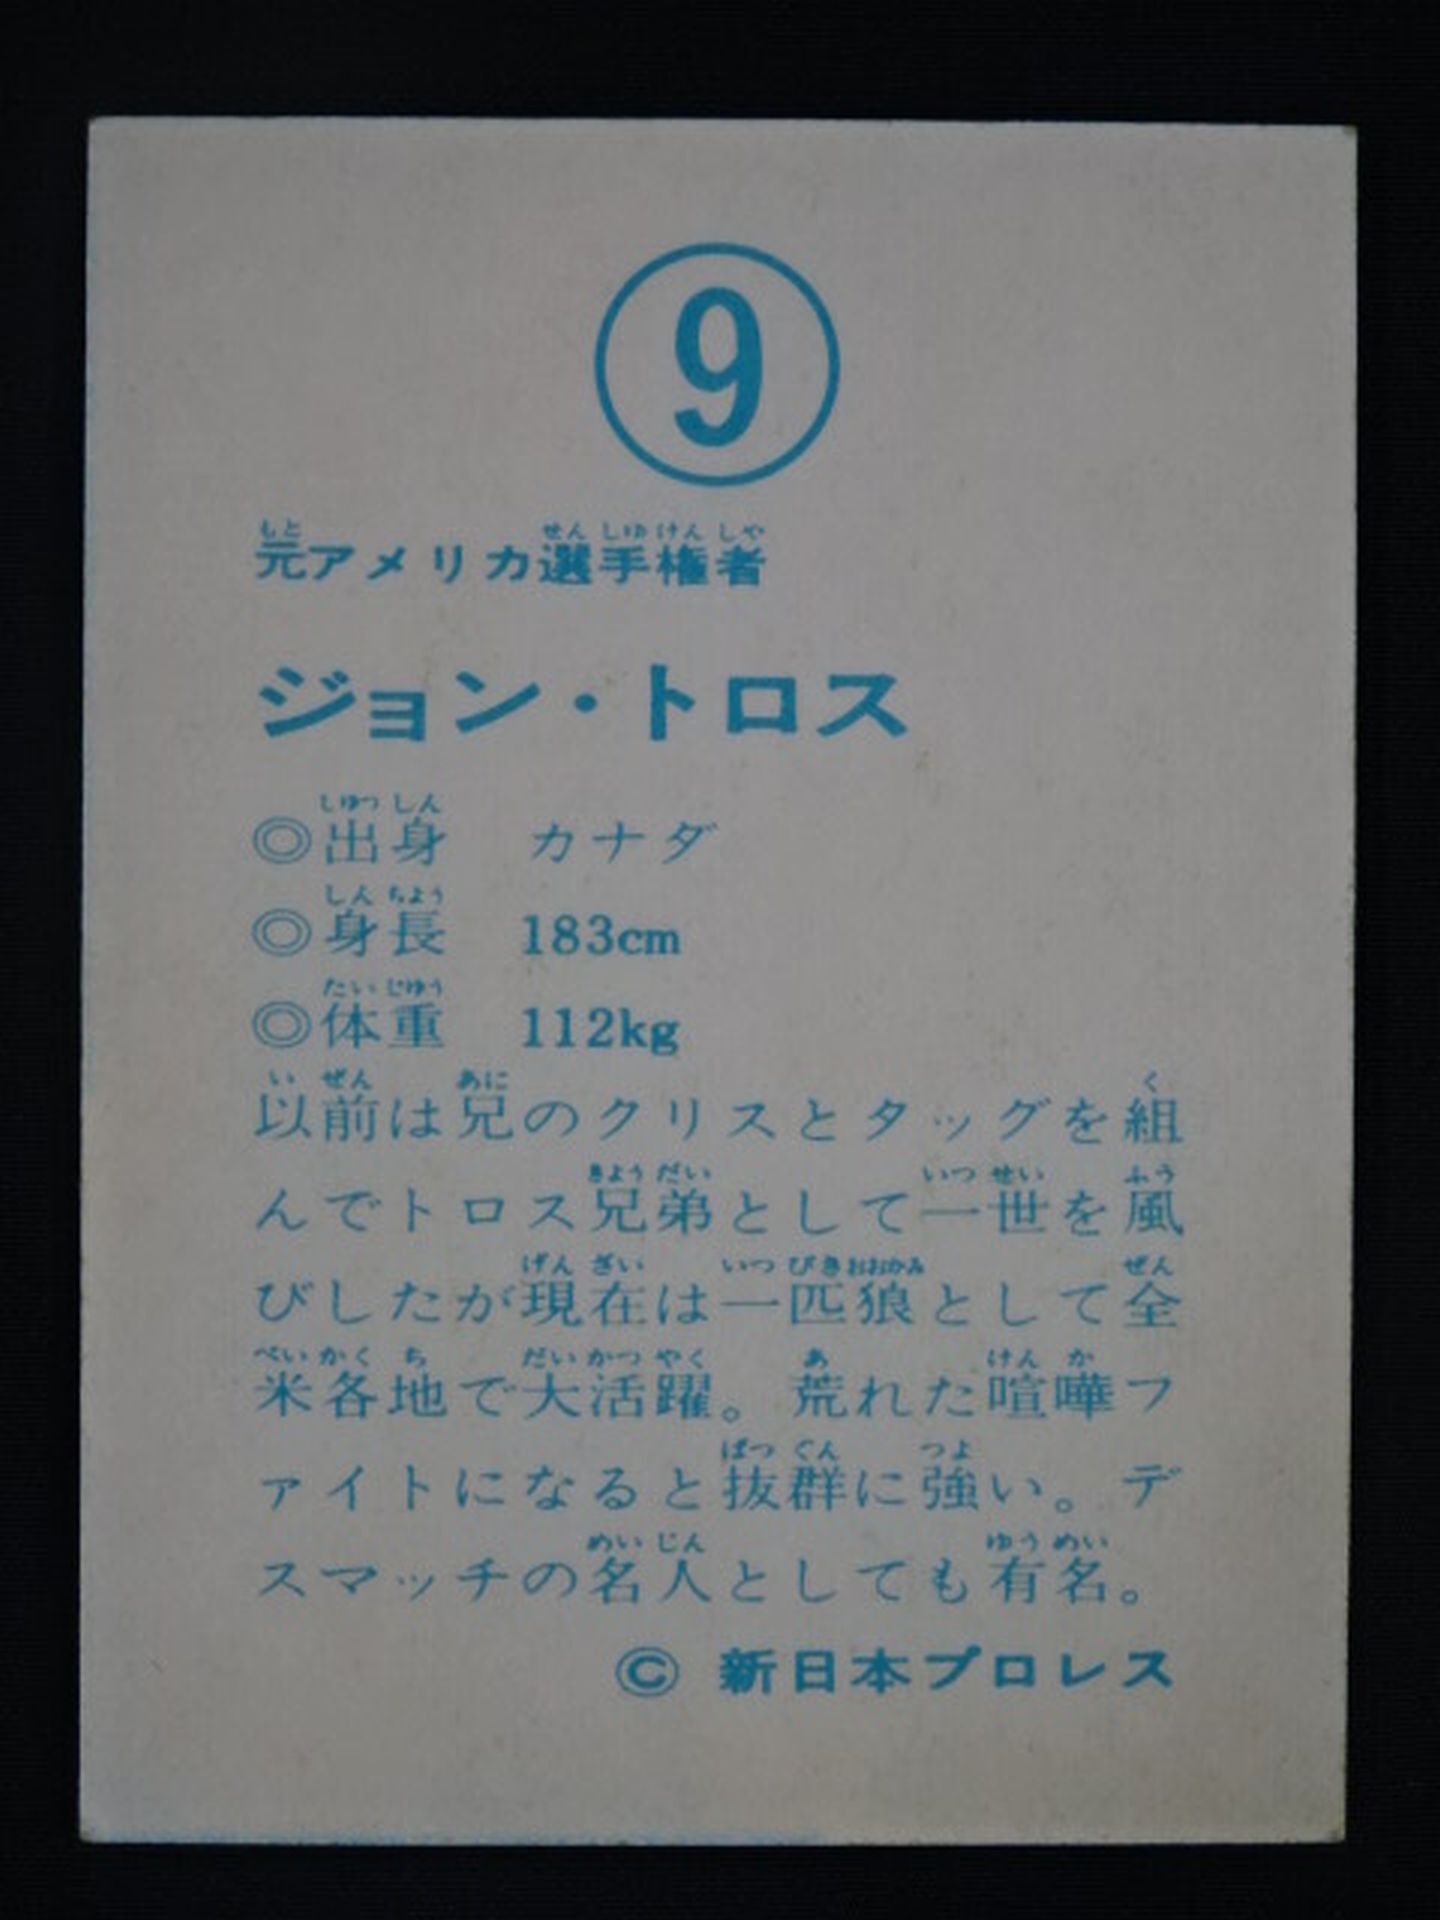 9
元アメリカ選手権者
ジョン・トロス
◎出身 カナダ
◎身長 183cm
◎体重 112kg
以前は兄のクリスとタッグを組
んでトロス兄弟として一世を風
びしたが現在は一匹狼として全
米各地で大活躍。荒れた喧嘩フ
ァイトになると抜群に強い。デ
スマッチの名人としても有名。
© 新日本プロレス